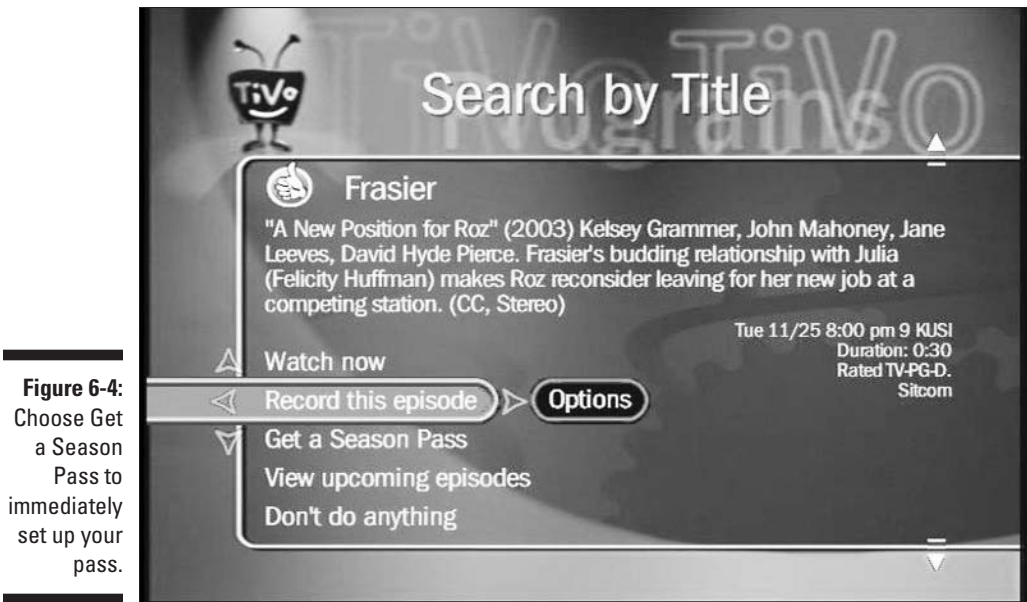 TiVo
TiVo TiVo
TiVograms
Search by Title
Frasier
"A New Position for Roz" (2003) Kelsey Grammer, John Mahoney, Jane
Leeves, David Hyde Pierce. Frasier's budding relationship with Julia
(Felicity Huffman) makes Roz reconsider leaving for her new job at a
competing station. (CC, Stereo)
Tue 11/25 8:00 pm 9 KUSI
Duration: 0:30
Rated TV-PG-D.
Sitcom
Watch now
Record this episode
Options
Get a Season Pass
View upcoming episodes
Don't do anything
Figure 6-4:
Choose Get
a Season
Pass to
immediately
set up your
pass.